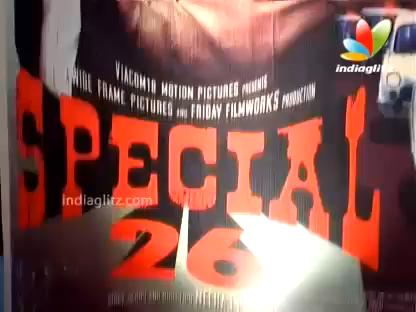 indiaglitz
VIACOM18 MOTION PICTURES PRESENTS
WIDE FRAME PICTURES AND FRIDAY FILMWORKS PRODUCTION
SPECIAL
indiaglitz.com
26